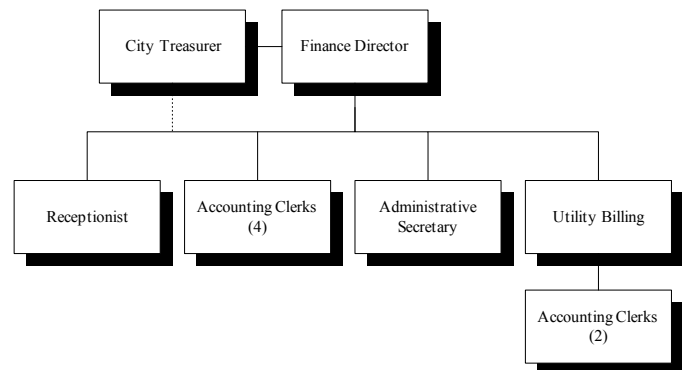 City Treasurer
Finance Director
Receptionist
Accounting Clerks
(4)
Administrative
Secretary
Utility Billing
Accounting Clerks
(2)